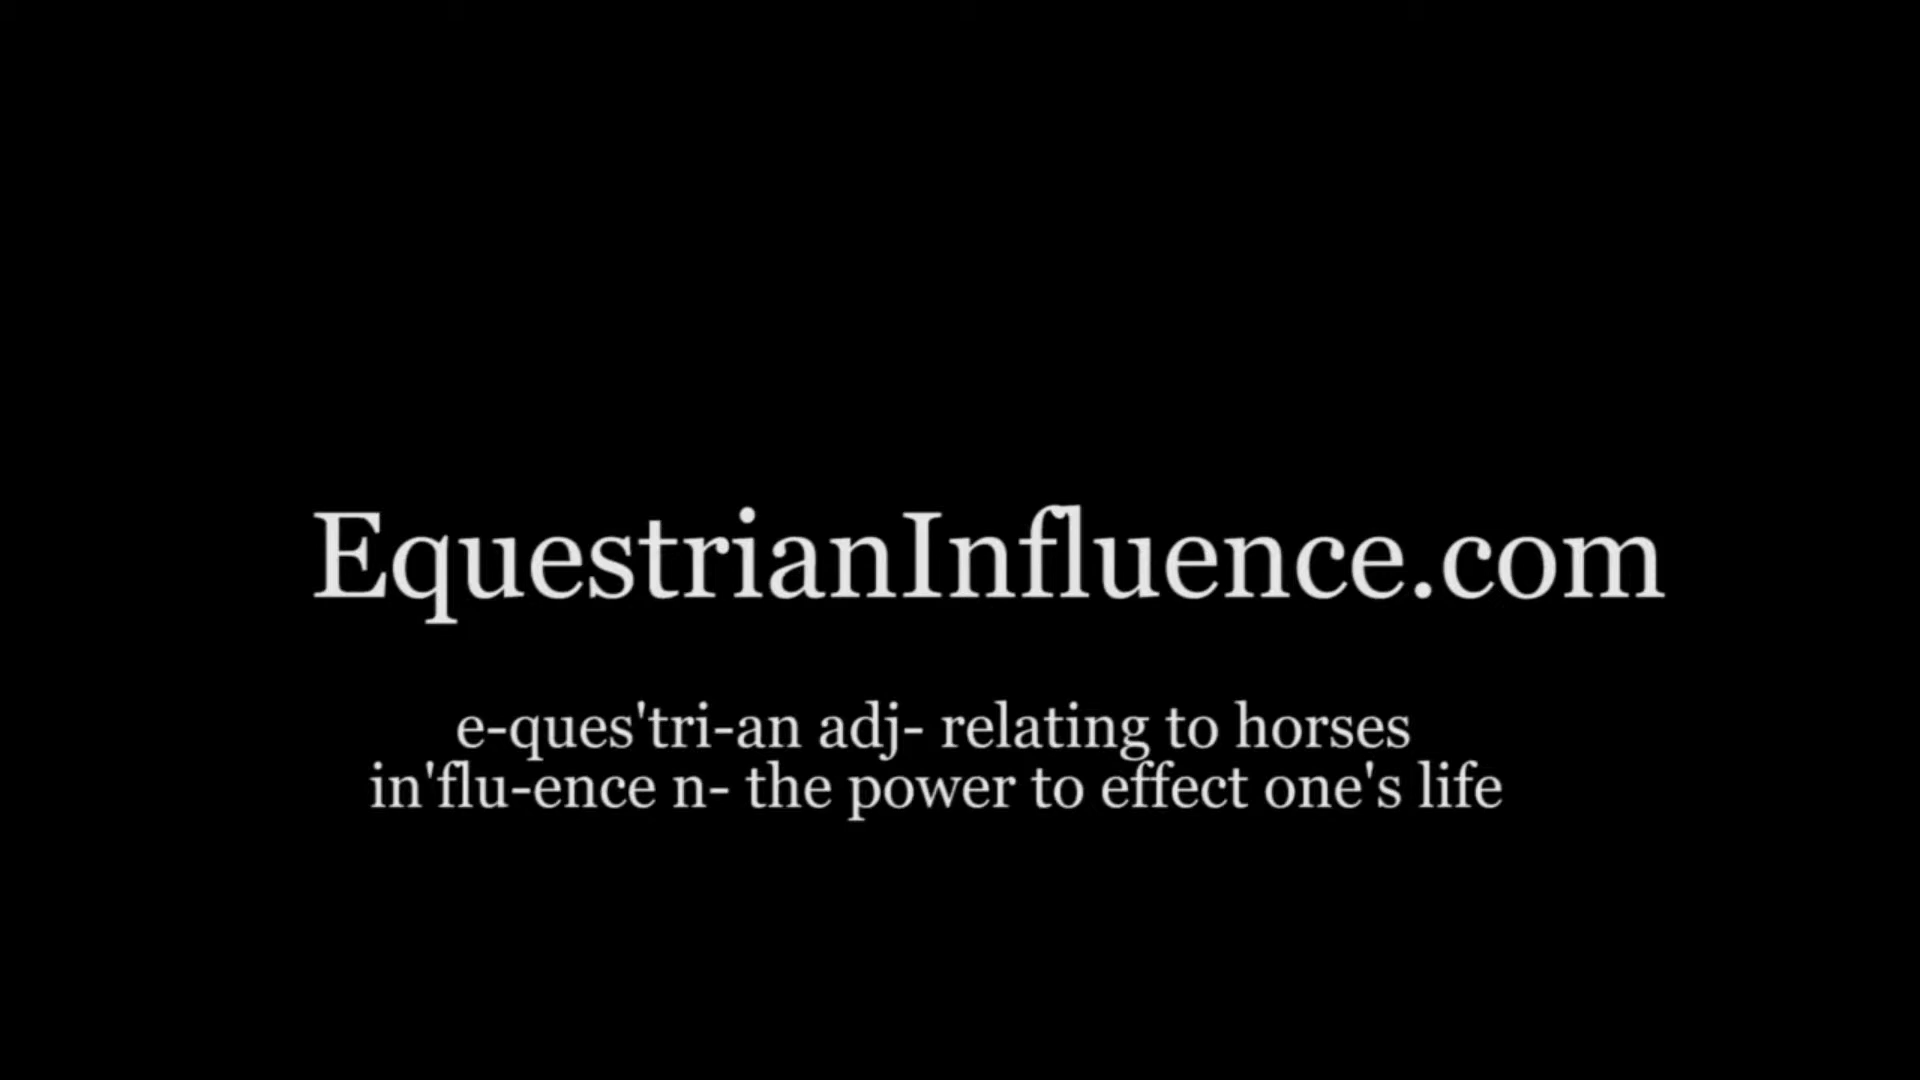 EquestrianInfluence.com
e-ques'tri-an adj- relating to horses
in'flu-ence n- the power to effect one's life